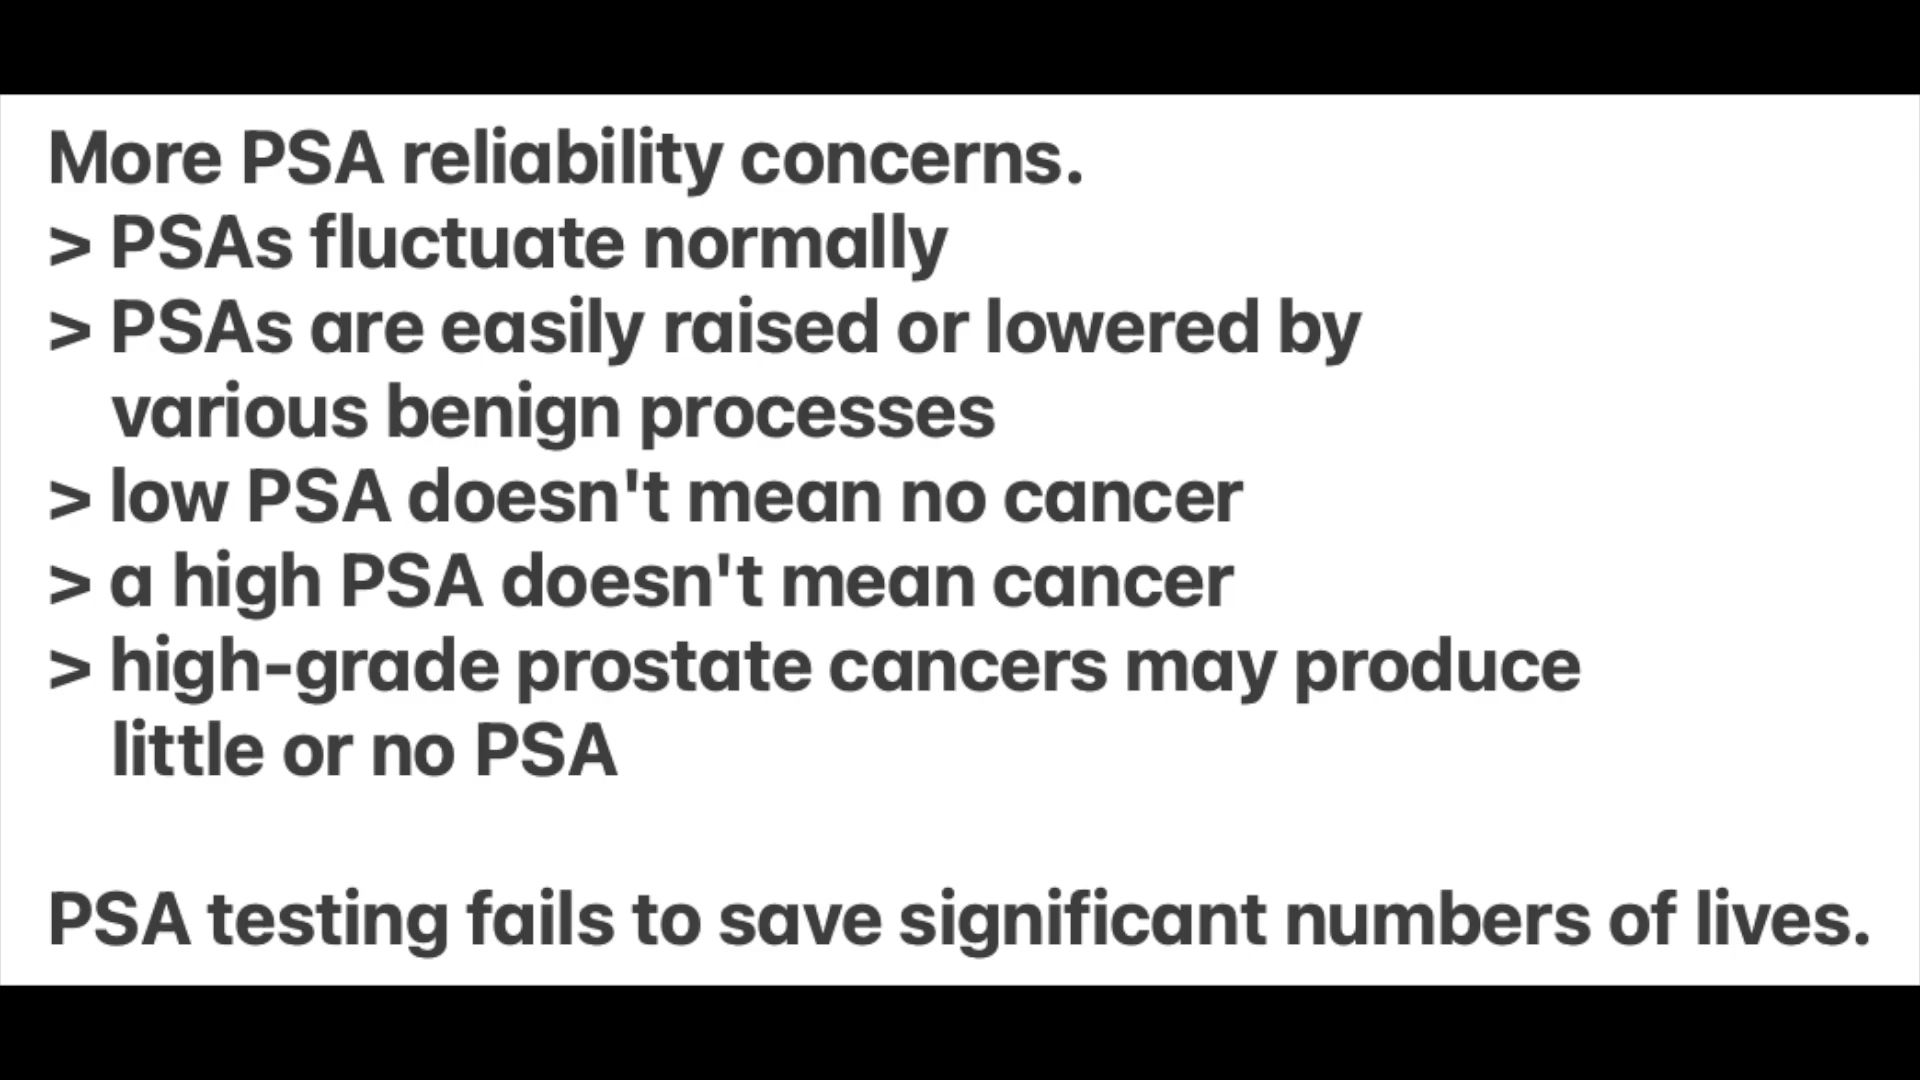 More PSA reliability concerns.
> PSAs fluctuate normally
> PSAs are easily raised or lowered by
various benign processes
> low PSA doesn't mean no cancer
> a high PSA doesn't mean cancer
> high-grade prostate cancers may produce
little or no PSA
PSA testing fails to save significant numbers of lives.